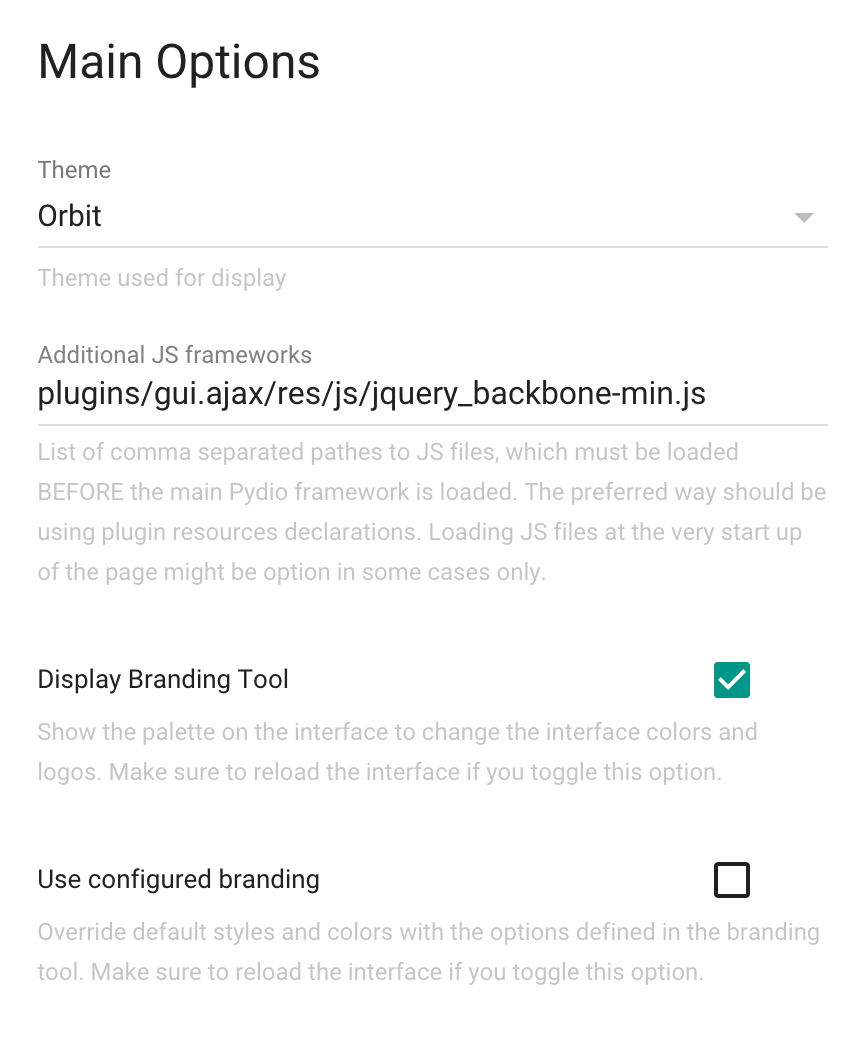 Main Options
Theme
Orbit
Theme used for display
Additional JS frameworks
plugins/gui.ajax/res/js/jquery_backbone-min.js
List of comma separated pathes to JS files, which must be loaded
BEFORE the main Pydio framework is loaded. The preferred way should be
using plugin resources declarations. Loading JS files at the very start up
of the page might be option in some cases only.
Display Branding Tool
Show the palette on the interface to change the interface colors and
logos. Make sure to reload the interface if you toggle this option.
Use configured branding
Override default styles and colors with the options defined in the branding
tool. Make sure to reload the interface if you toggle this option.